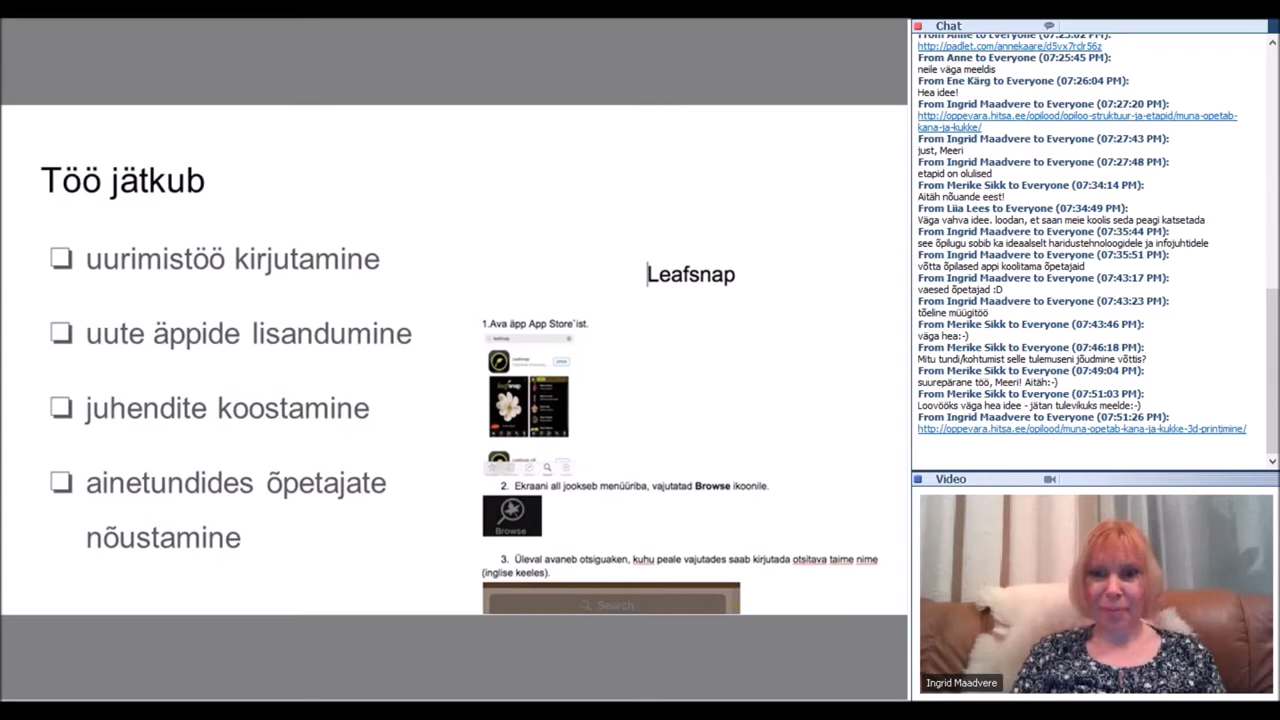 Töö jätkub
uurimistöö kirjutamine
uute äppide lisandumine
juhendite koostamine
ainetundides õpetajate
nõustamine
Leafsnap
1.Ava äpp App Store`ist.
leafsnap
Leafsnap
OPEN
2. Ekraani all jookseb menüüriba, vajutatad Browse ikoonile.
Browse
3. Üleval avaneb otsiguaken, kuhu peale vajutades saab kirjutada otsitava taime nime
(inglise keeles).
Search
Chat
From Anne to Everyone (07:25:02 PM):
http://padlet.com/annekaare/d5vx7rclr56z
From Anne to Everyone (07:25:45 PM):
neile väga meeldis
From Ene Kärg to Everyone (07:26:04 PM):
Hea idee!
From Ingrid Maadvere to Everyone (07:27:20 PM):
http://oppevara.hitsa.ee/opilood/opiloo-struktuur-ja-etapid/muna-opetab-
kana-ja-kukke/
From Ingrid Maadvere to Everyone (07:27:43 PM):
just, Meeri
From Ingrid Maadvere to Everyone (07:27:48 PM):
etapid on olulised
From Merike Sikk to Everyone (07:34:14 PM):
Aitäh nõuande eest!
From Liia Lees to Everyone (07:34:49 PM):
Väga vahva idee. loodan, et saan meie koolis seda peagi katsetada
From Ingrid Maadvere to Everyone (07:35:44 PM):
see õpilugu sobib ka ideaalselt haridustehnoloogidele ja infojuhtidele
From Ingrid Maadvere to Everyone (07:35:51 PM):
võtta õpilased appi koolitama õpetajaid
From Ingrid Maadvere to Everyone (07:43:17 PM):
vaesed õpetajad :D
From Ingrid Maadvere to Everyone (07:43:23 PM):
tõeline müügitöö
From Merike Sikk to Everyone (07:43:46 PM):
väga hea:-)
From Merike Sikk to Everyone (07:46:18 PM):
Mitu tundi/kohtumist selle tulemuseni jõudmine võttis?
From Merike Sikk to Everyone (07:49:04 PM):
suurepärane töö, Meeri! Aitäh:-)
From Merike Sikk to Everyone (07:51:03 PM):
Loovööks väga hea idee - jätan tulevikuks meelde:-)
From Ingrid Maadvere to Everyone (07:51:26 PM):
http://oppevara.hitsa.ee/opilood/muna-opetab-kana-ja-kukke-3d-printimine/
Video
Ingrid Maadvere